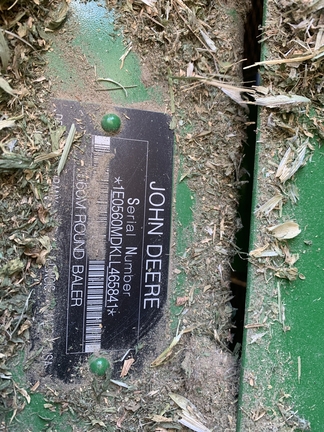 JOHN DEERE
Serial Number
*1E0560MDKLL465841*
560M ROUND BALER